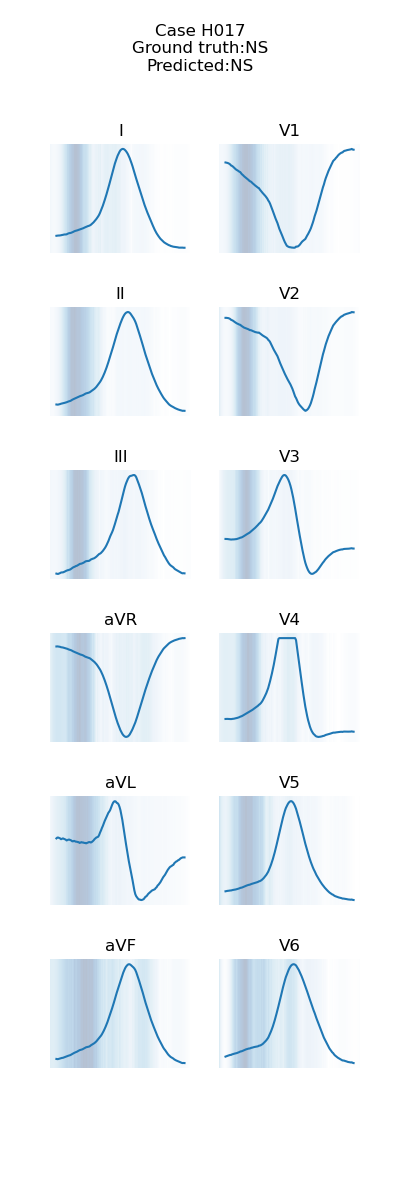 Case H017
Ground truth:NS
Predicted:NS
I
V1
II
V2
III
V3
aVR
V4
aVL
V5
aVF
V6